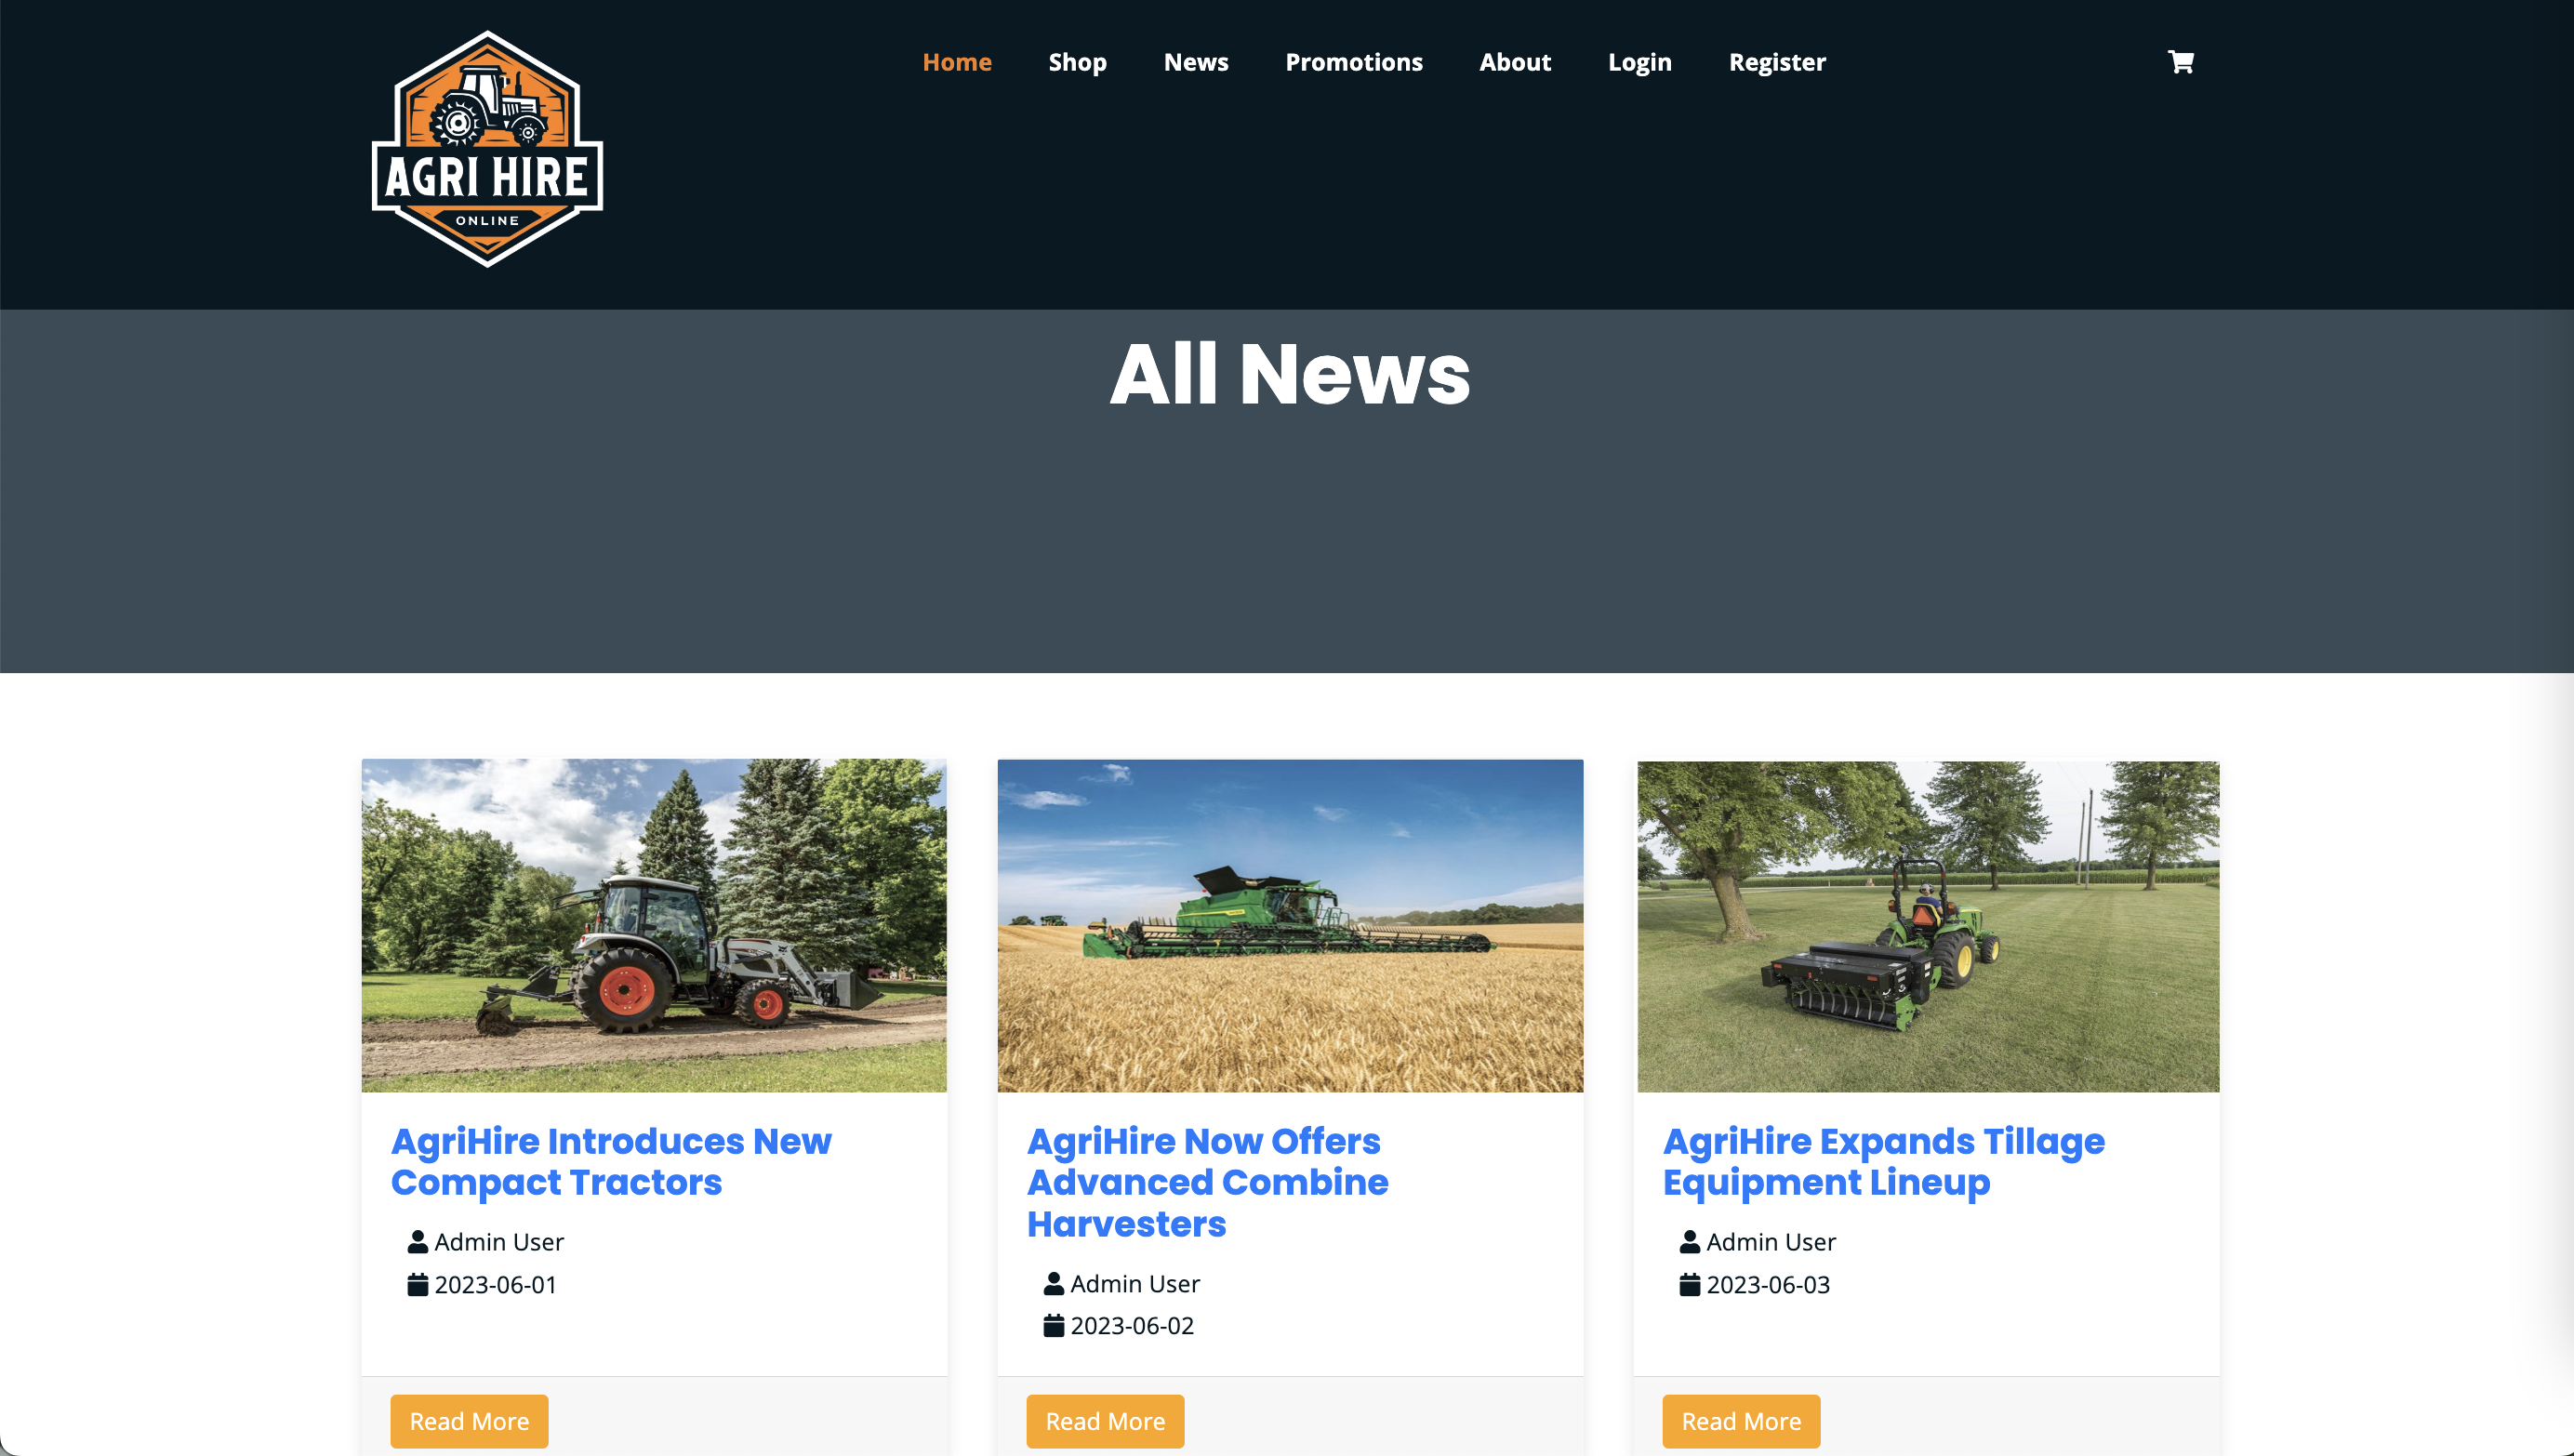 AGRI HIRE
ONLINE
Home Shop News Promotions About Login Register
All News
AgriHire Introduces New
Compact Tractors
Admin User
2023-06-01
Read More
AgriHire Now Offers
Advanced Combine
Harvesters
Admin User
2023-06-02
Read More
AgriHire Expands Tillage
Equipment Lineup
Admin User
2023-06-03
Read More